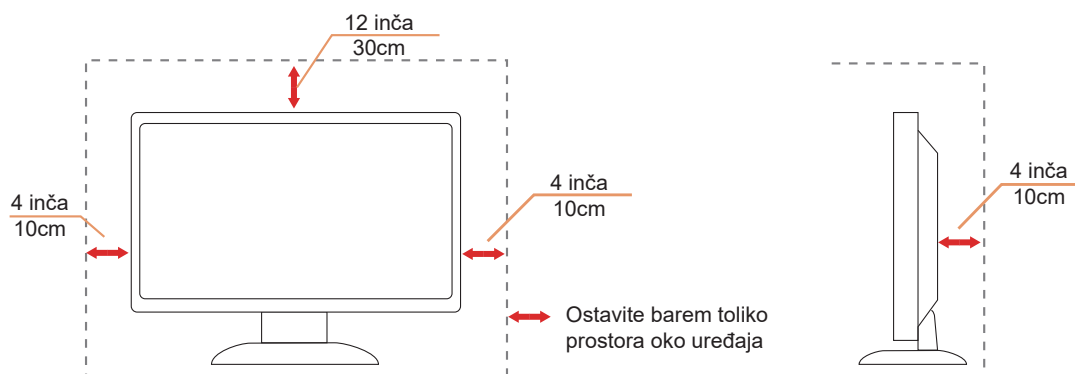 12 inča
30cm
4 inča
10cm
4 inča
10cm
4 inča
10cm
Ostavite barem toliko
prostora oko uređaja